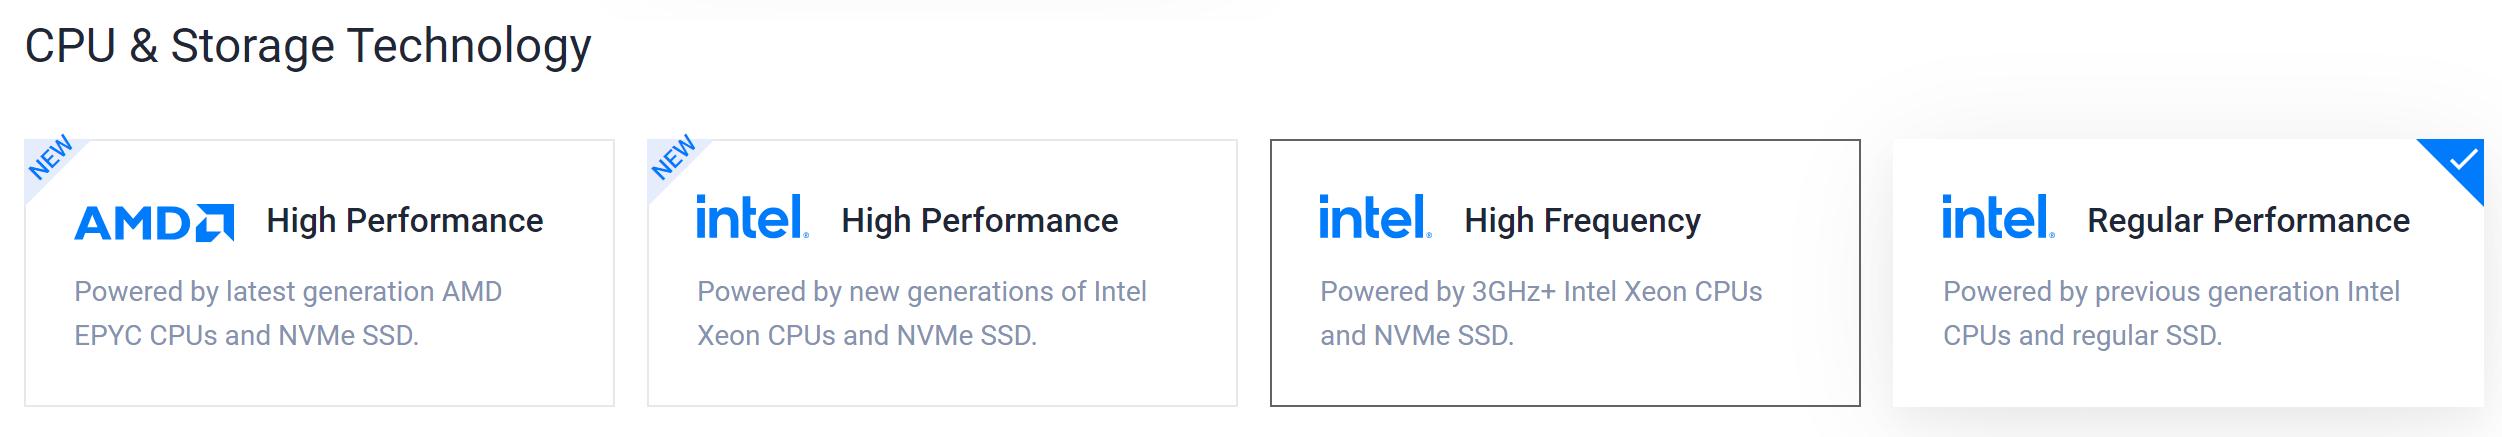 CPU & Storage Technology
NEW
AMD High Performance
Powered by latest generation AMD
EPYC CPUs and NVMe SSD.
NEW
intel® High Performance
Powered by new generations of Intel
Xeon CPUs and NVMe SSD.
intel® High Frequency
Powered by 3GHz+ Intel Xeon CPUs
and NVMe SSD.
intel® Regular Performance
Powered by previous generation Intel
CPUs and regular SSD.